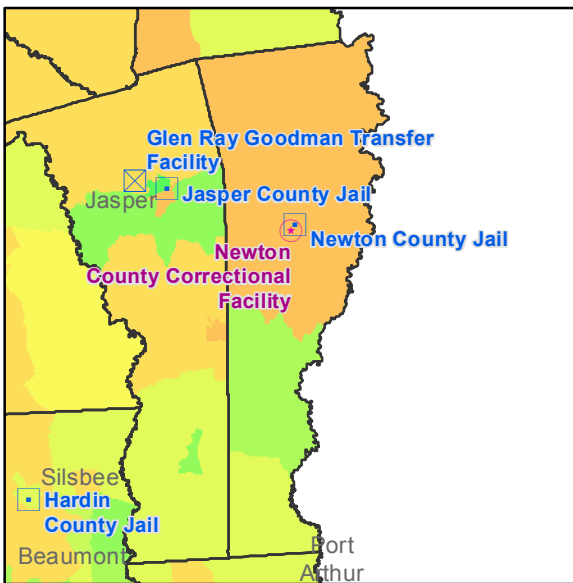 Glen Ray Goodman Transfer
Facility
Jasper
Jasper County Jail
Newton County Jail
Newton
County Correctional
Facility
Silsbee
Hardin
County Jail
Beaumont
Port
Arthur